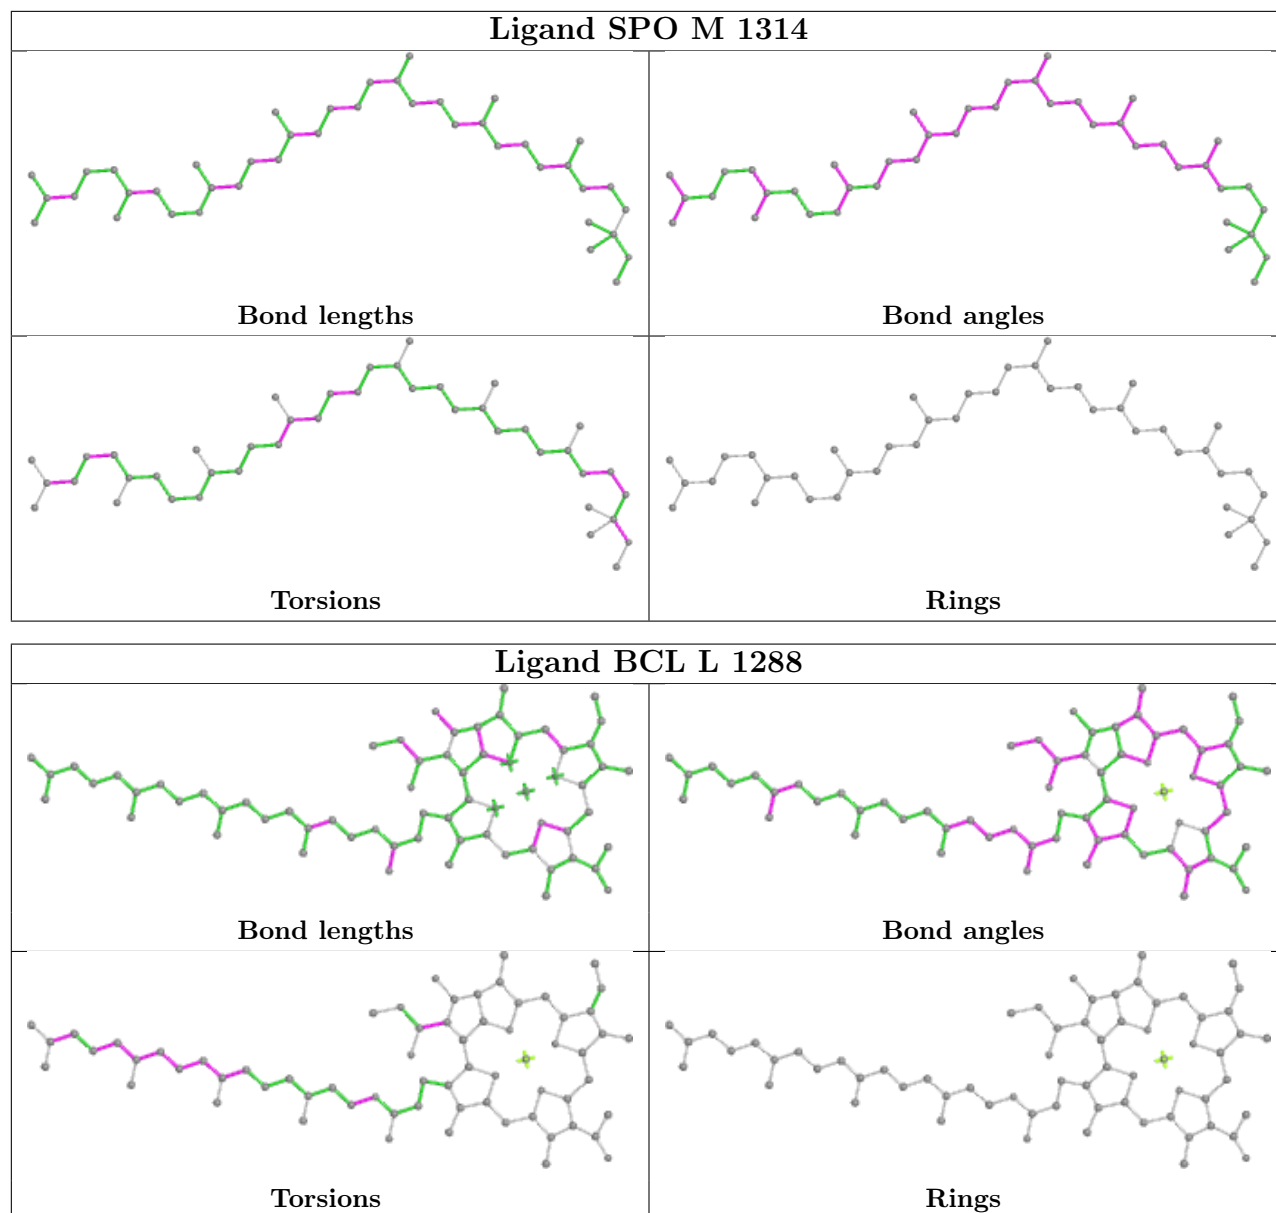 Ligand SPO M 1314
Bond lengths
Bond angles
Torsions
Rings
Ligand BCL L 1288
Bond lengths
Bond angles
Torsions
Rings